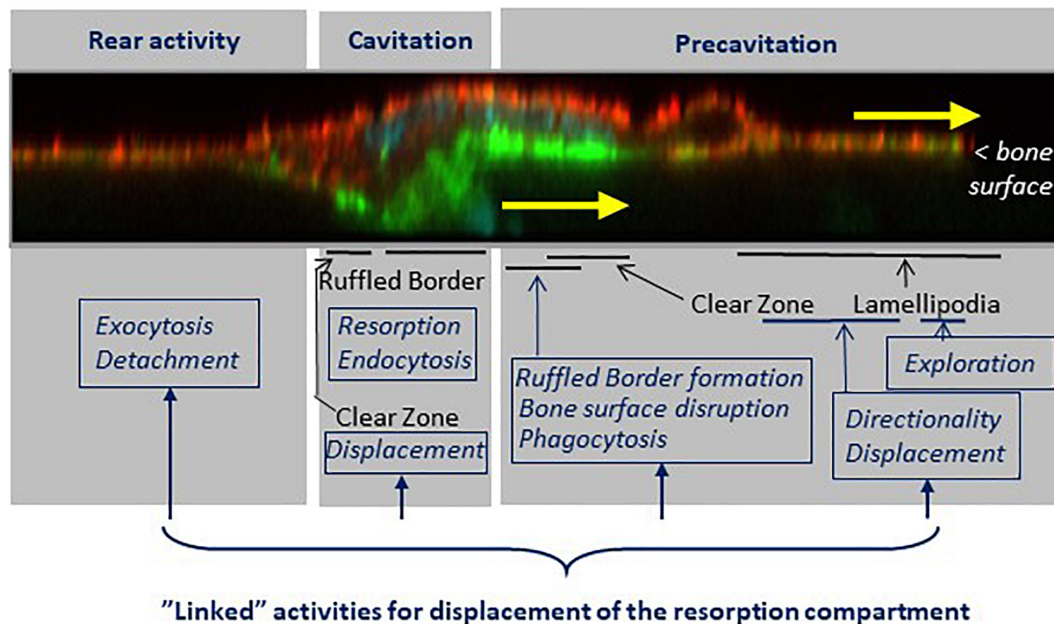 Rear activity
Cavitation
Precavitation
< bone
surface
Ruffled Border
Clear Zone
Lamellipodia
Exocytosis
Detachment
Resorption
Endocytosis
Exploration
Ruffled Border formation
Bone surface disruption
Phagocytosis
Clear Zone
Displacement
Directionality
Displacement
”Linked” activities for displacement of the resorption compartment